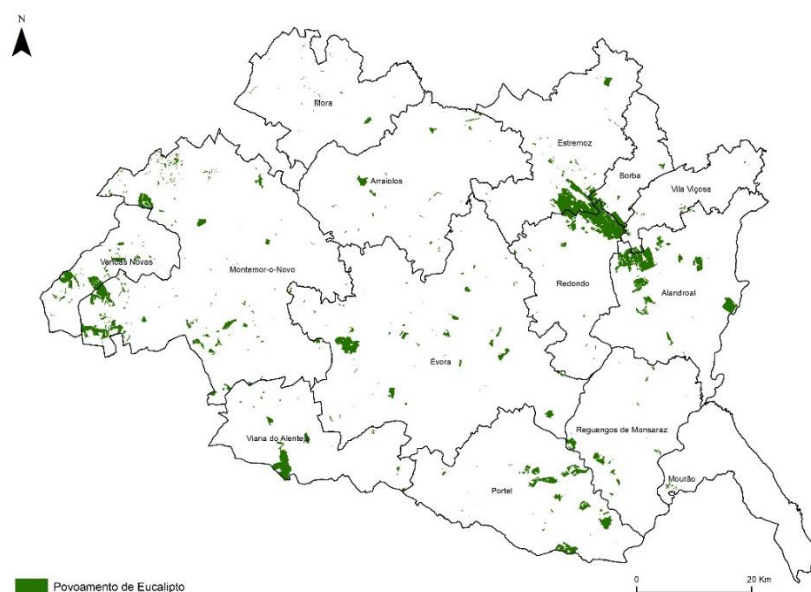 N
Mora
Estremoz
Borba
Vila Viçosa
Arraiolos
Vendas Novas
Montemor-o-Novo
Redondo
Alandroal
Évora
Reguengos de Monsaraz
Viana do Alentejo
Portel
Mourão
Povoamento de Eucalipto
0 20 Km